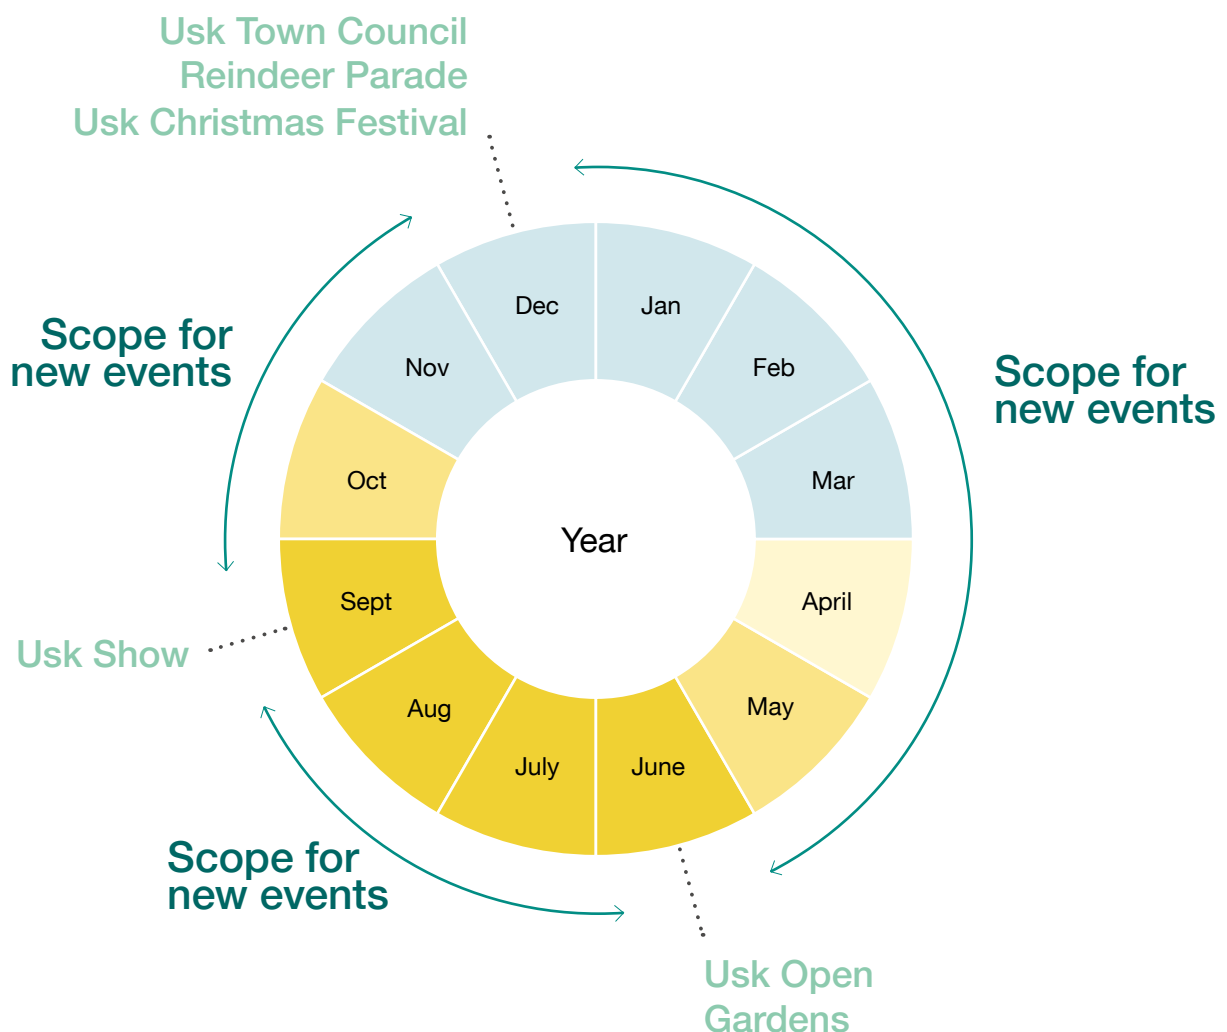 Usk Town Council
Reindeer Parade
Usk Christmas Festival
Scope for
new events
Scope for
new events
Dec
Jan
Nov
Feb
Oct
Mar
Year
Sept
April
Usk Show
Aug
May
July
June
Scope for
new events
Usk Open
Gardens